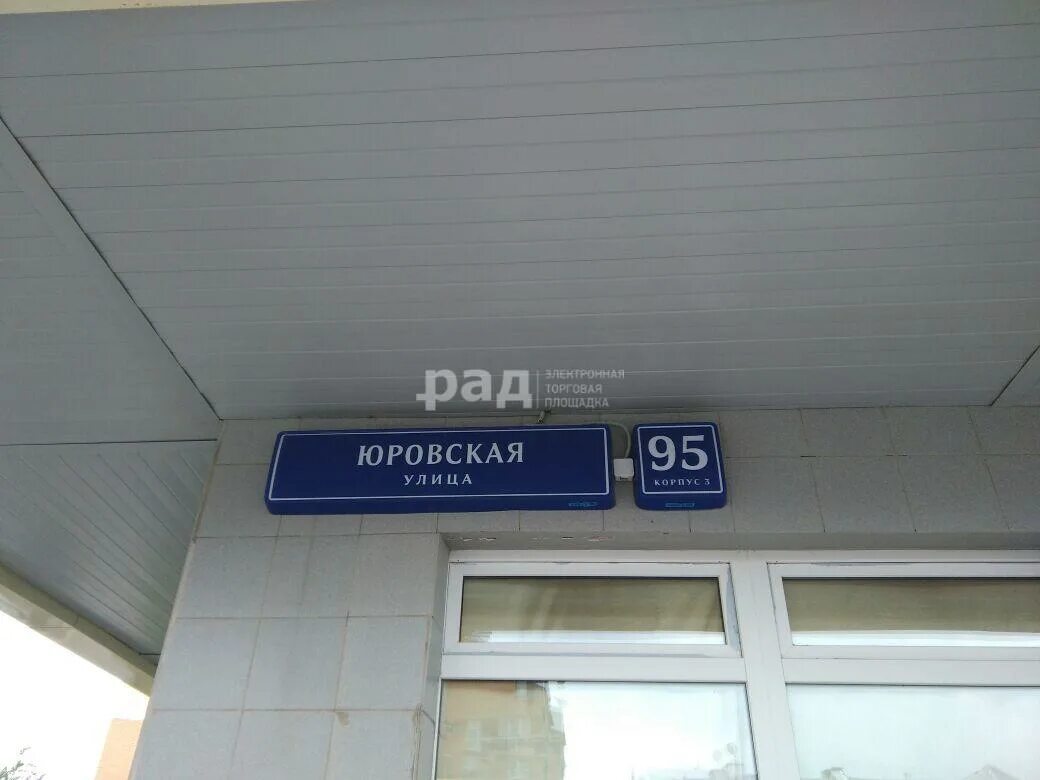 рад
ЭЛЕКТРОННАЯ
ТОРГОВАЯ
ПЛОЩАДКА
ЮРОВСКАЯ
УЛИЦА
95
КОРПУС 3